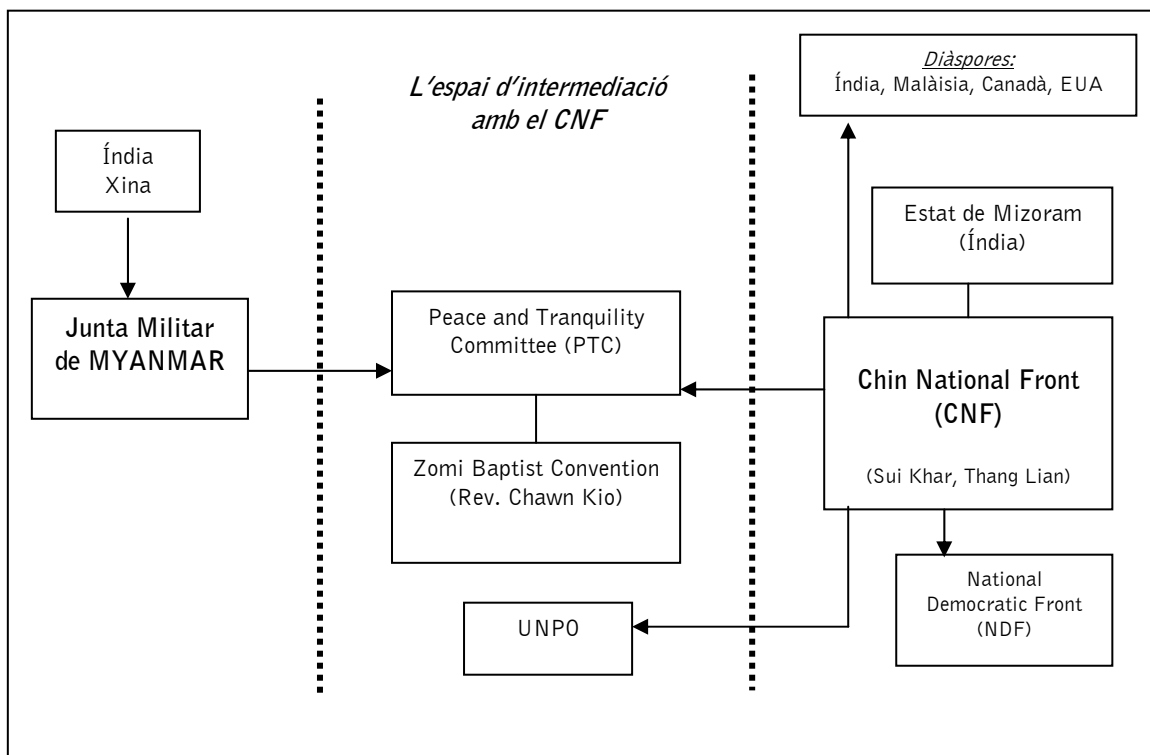 L'espai d'intermediació
amb el CNF
Índia
Xina
Junta Militar
de MYANMAR
Peace and Tranquility
Committee (PTC)
Zomi Baptist Convention
(Rev. Chawn Kio)
UNPO
Diàspores:
Índia, Malàisia, Canadà, EUA
Estat de Mizoram
(Índia)
Chin National Front
(CNF)
(Sui Khar, Thang Lian)
National
Democratic Front
(NDF)